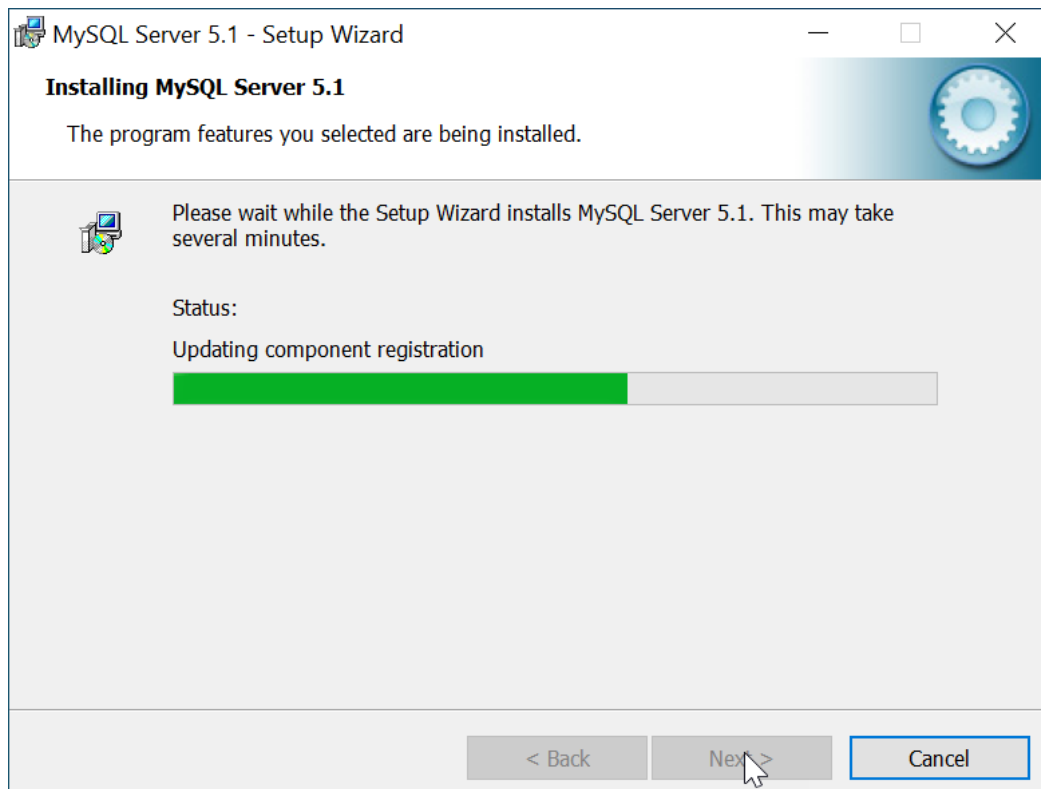 MySQL Server 5.1 - Setup Wizard
Installing MySQL Server 5.1
The program features you selected are being installed.
Please wait while the Setup Wizard installs MySQL Server 5.1. This may take
several minutes.
Status:
Updating component registration
< Back
Next >
Cancel